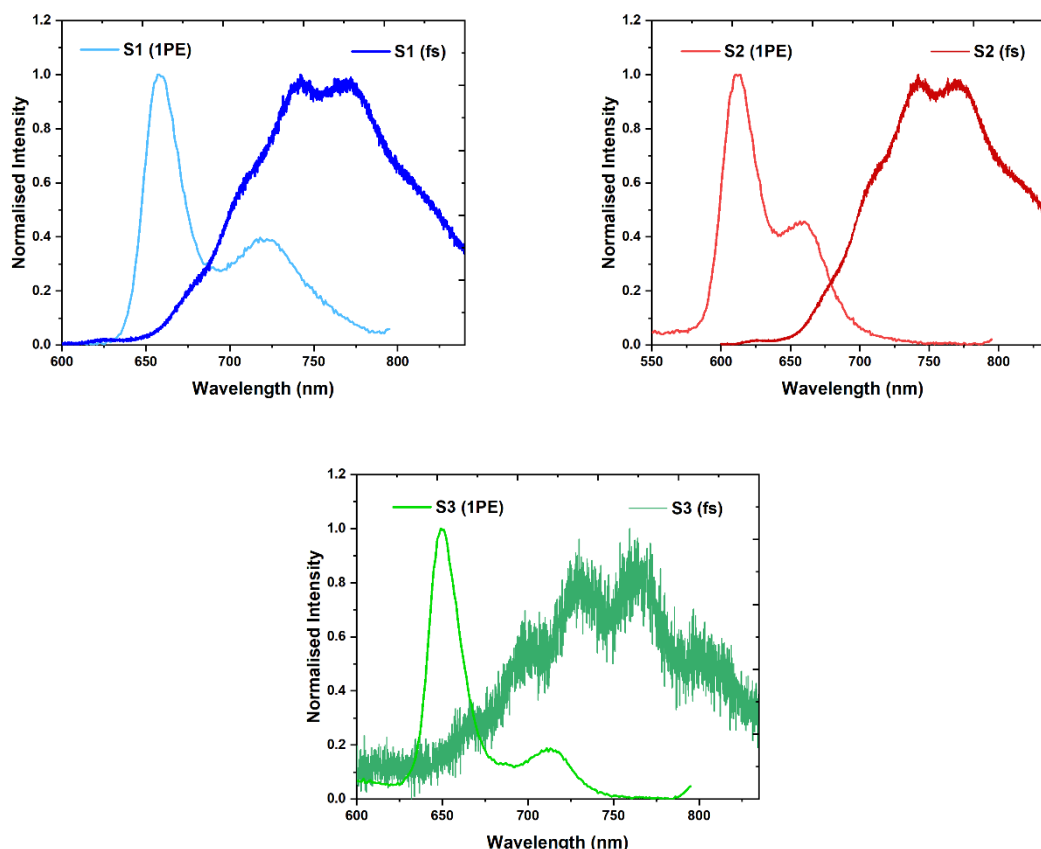 S1 (1PE) S1 (fs)
Normalised Intensity
1.2
1.0
0.8
0.6
0.4
0.2
0.0
600 650 700 750 800
Wavelength (nm)
S2 (1PE) S2 (fs)
Normalised Intensity
1.2
1.0
0.8
0.6
0.4
0.2
0.0
550 600 650 700 750 800
Wavelength (nm)
S3 (1PE) S3 (fs)
Normalised Intensity
1.2
1.0
0.8
0.6
0.4
0.2
0.0
600 650 700 750 800
Wavelength (nm)